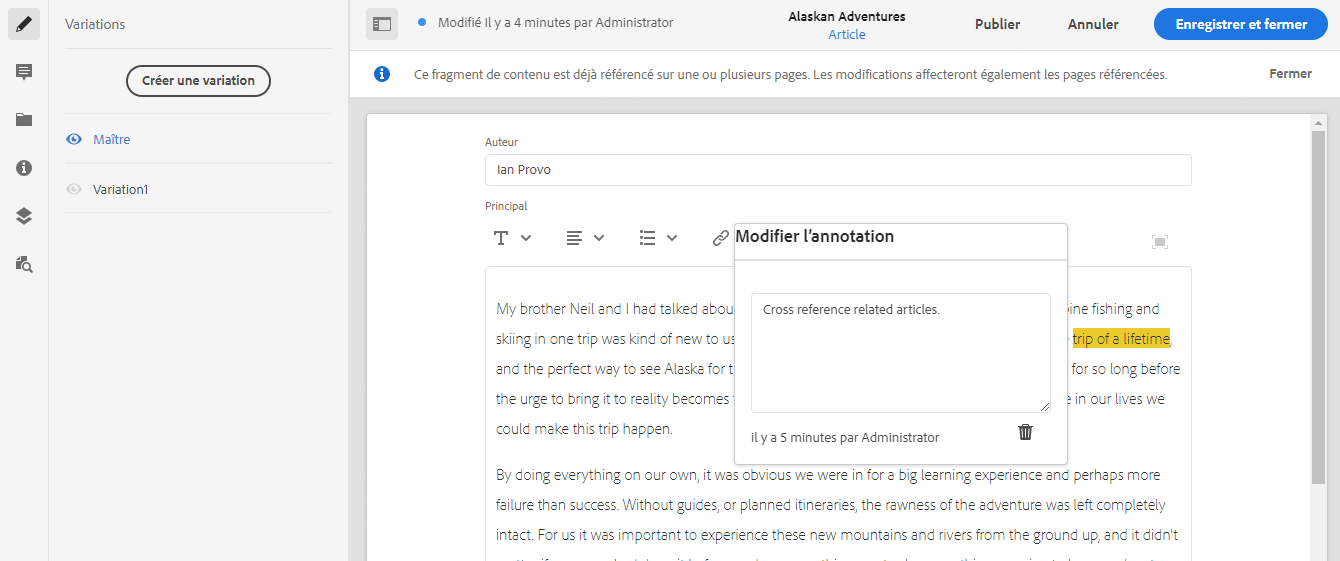 Variations
Créer une variation
Maître
Variation1
Modifié Il y a 4 minutes par Administrator
Alaskan Adventures
Article
Publier
Annuler
Enregistrer et fermer
Ce fragment de contenu est déjà référencé sur une ou plusieurs pages. Les modifications affecteront également les pages référencées.
Fermer
Auteur
Ian Provo
Principal
Modifier l'annotation
Cross reference related articles.
il y a 5 minutes par Administrator
My brother Neil and I had talked abou
fishing and
skiing in one trip was kind of new to us
trip of a lifetime,
and the perfect way to see Alaska for t
for so long before
the urge to bring it to reality becomes
in our lives we
could make this trip happen.
By doing everything on our own, it was obvious we were in for a big learning experience and perhaps more
failure than success. Without guides, or planned itineraries, the rawness of the adventure was left completely
intact. For us it was important to experience these new mountains and rivers from the ground up, and it didn't